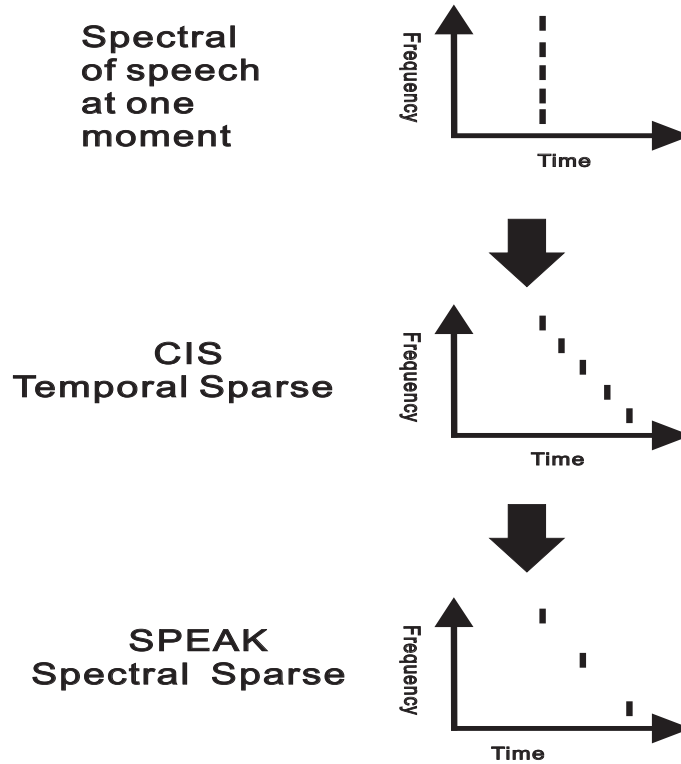 Spectral
of speech
at one
moment
Frequency
Time
CIS
Temporal Sparse
Frequency
Time
SPEAK
Spectral Sparse
Frequency
Time